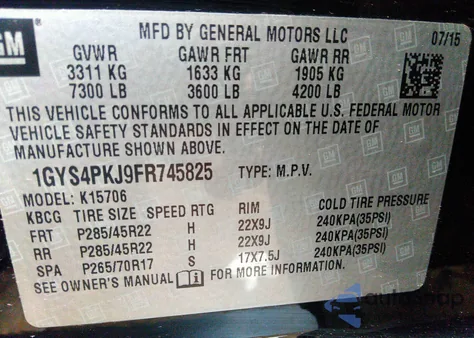 GM
MFD BY GENERAL MOTORS LLC
07/15
GVWR GAWR FRT GAWR RR
3311 KG 1633 KG 1905 KG
7300 LB 3600 LB 4200 LB
THIS VEHICLE CONFORMS TO ALL APPLICABLE U.S. FEDERAL MOTOR
VEHICLE SAFETY STANDARDS IN EFFECT ON THE DATE OF
MANUFACTURE SHOWN ABOVE.
1GYS4PKJ9FR745825 TYPE: M.P.V.
MODEL: K15706
KBCG TIRE SIZE SPEED RTG RIM COLD TIRE PRESSURE
FRT P285/45R22 H 22X9J 240KPA(35PSI)
RR P285/45R22 H 22X9J 240KPA(35PSI)
SPA P265/70R17 S 17X7.5J 240KPA(35PSI)
SEE OWNER'S MANUAL FOR MORE INFORMATION